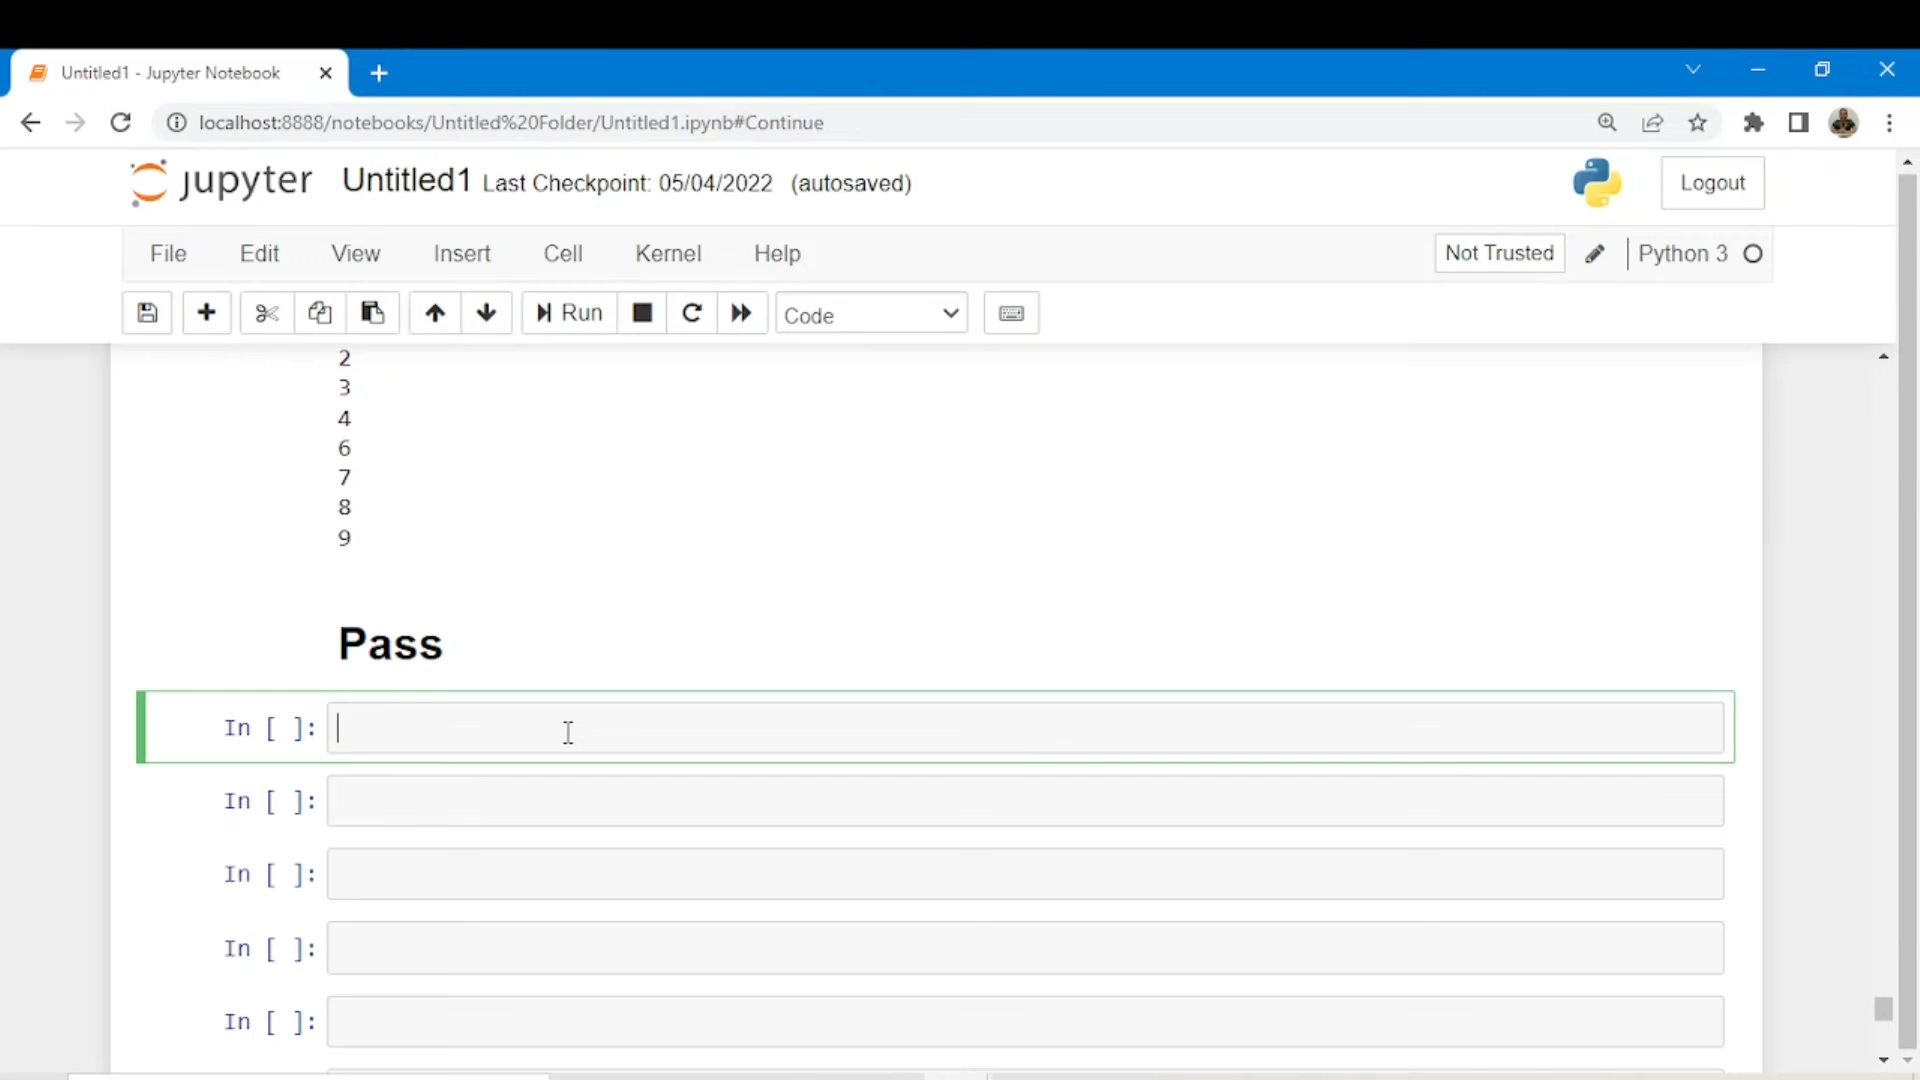 Untitled1 - Jupyter Notebook
localhost:8888/notebooks/Untitled%20Folder/Untitled1.ipynb#Continue
jupyter Untitled1 Last Checkpoint: 05/04/2022 (autosaved)
Logout
File Edit View Insert Cell Kernel Help
Not Trusted Python 3
Run Code
2
3
4
6
7
8
9
Pass
In [ ]:
In [ ]:
In [ ]:
In [ ]:
In [ ]: